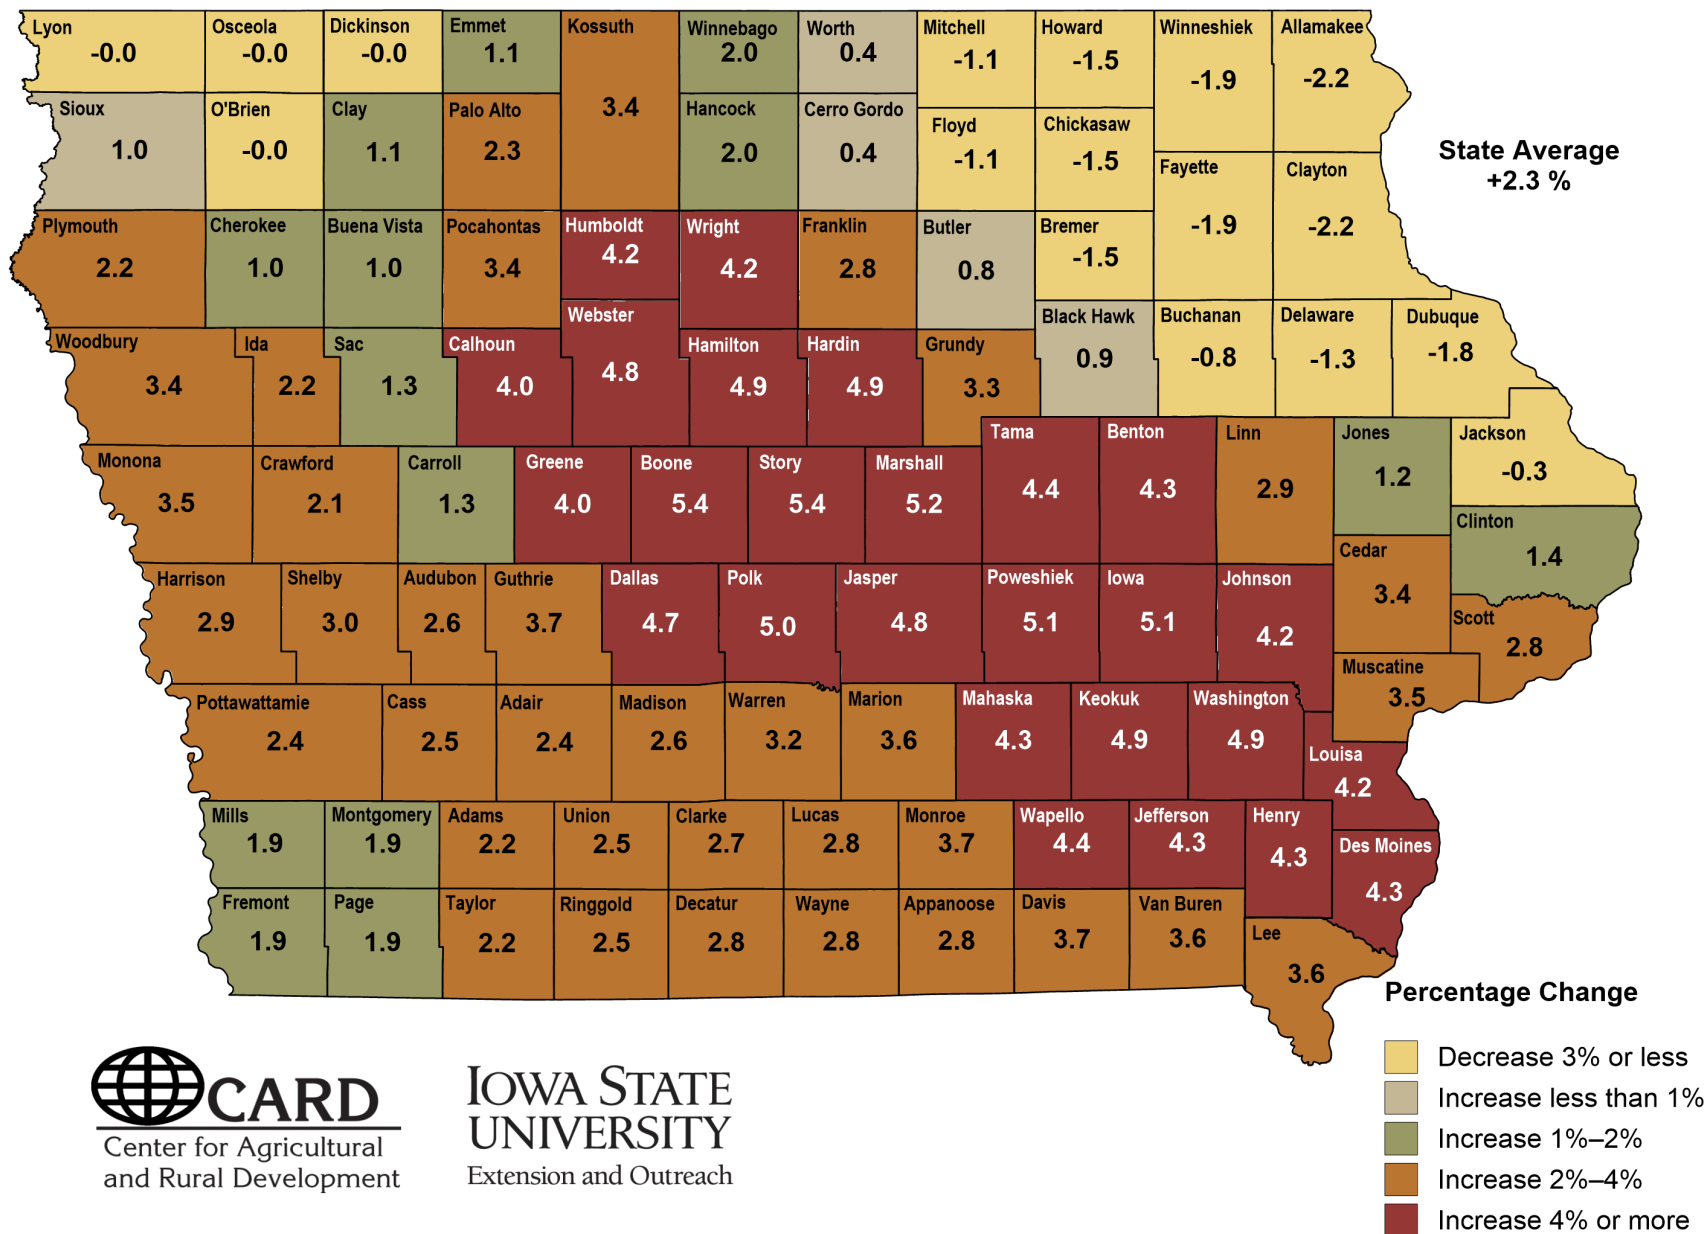 Lyon
-0.0
Osceola
-0.0
Dickinson
-0.0
Emmet
1.1
Kossuth
3.4
Winnebago
2.0
Worth
0.4
Mitchell
-1.1
Howard
-1.5
Winneshiek
-1.9
Allamakee
-2.2
Sioux
1.0
O'Brien
-0.0
Clay
1.1
Palo Alto
2.3
Hancock
2.0
Cerro Gordo
0.4
Floyd
-1.1
Chickasaw
-1.5
State Average
+2.3 %
Fayette
-1.9
Clayton
-2.2
Plymouth
2.2
Cherokee
1.0
Buena Vista
1.0
Pocahontas
3.4
Humboldt
4.2
Wright
4.2
Franklin
2.8
Butler
0.8
Bremer
-1.5
Woodbury
3.4
Ida
2.2
Sac
1.3
Calhoun
4.0
Webster
4.8
Hamilton
4.9
Hardin
4.9
Grundy
3.3
Black Hawk
0.9
Buchanan
-0.8
Delaware
-1.3
Dubuque
-1.8
Monona
3.5
Crawford
2.1
Carroll
1.3
Greene
4.0
Boone
5.4
Story
5.4
Marshall
5.2
Tama
4.4
Benton
4.3
Linn
2.9
Jones
1.2
Jackson
-0.3
Clinton
1.4
Cedar
3.4
Harrison
2.9
Shelby
3.0
Audubon
2.6
Guthrie
3.7
Dallas
4.7
Polk
5.0
Jasper
4.8
Poweshiek
5.1
Iowa
5.1
Johnson
4.2
Scott
2.8
Muscatine
3.5
Pottawattamie
2.4
Cass
2.5
Adair
2.4
Madison
2.6
Warren
3.2
Marion
3.6
Mahaska
4.3
Keokuk
4.9
Washington
4.9
Louisa
4.2
Mills
1.9
Montgomery
1.9
Adams
2.2
Union
2.5
Clarke
2.7
Lucas
2.8
Monroe
3.7
Wapello
4.4
Jefferson
4.3
Henry
4.3
Des Moines
4.3
Fremont
1.9
Page
1.9
Taylor
2.2
Ringgold
2.5
Decatur
2.8
Wayne
2.8
Appanoose
2.8
Davis
3.7
Van Buren
3.6
Lee
3.6
Percentage Change
Decrease 3% or less
Increase less than 1%
Increase 1%–2%
Increase 2%–4%
Increase 4% or more
CARD
Center for Agricultural
and Rural Development
IOWA STATE
UNIVERSITY
Extension and Outreach